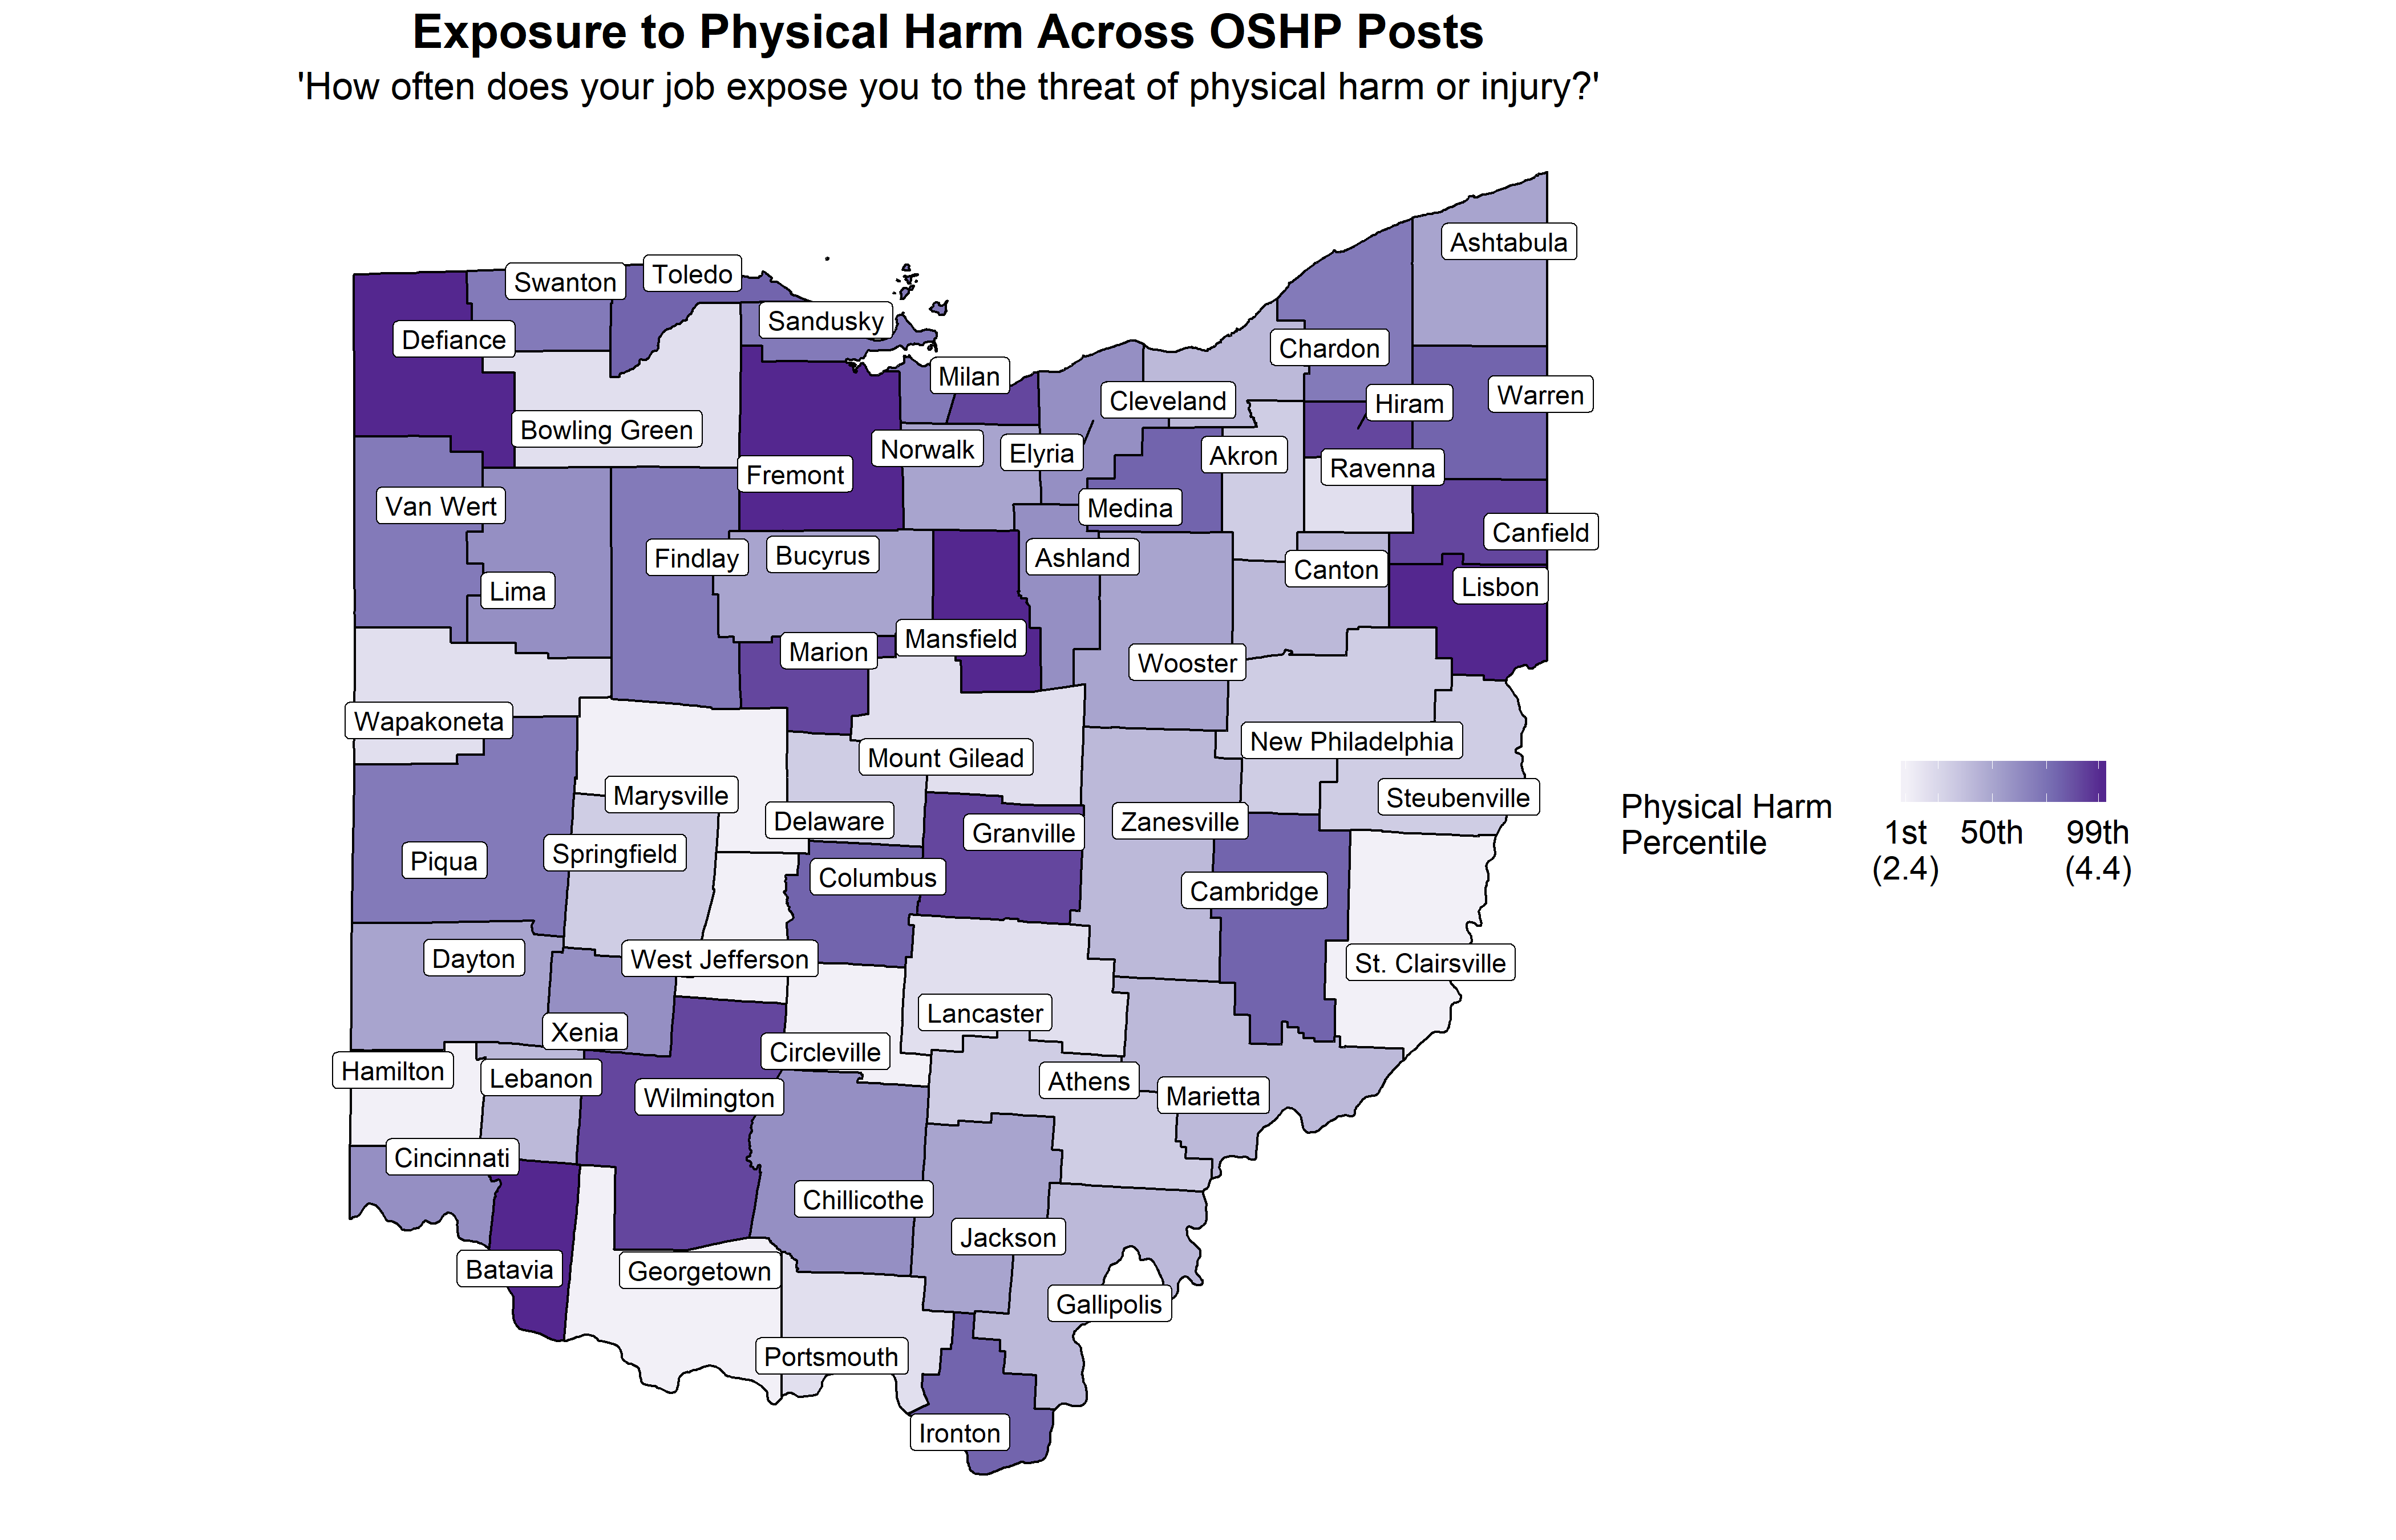 Exposure to Physical Harm Across OSHP Posts
'How often does your job expose you to the threat of physical harm or injury?'
Ashtabula
Toledo
Swanton
Sandusky
Defiance
Chardon
Milan
Warren
Cleveland
Hiram
Bowling Green
Norwalk
Elyria
Akron
Ravenna
Fremont
Van Wert
Medina
Canfield
Findlay
Bucyrus
Ashland
Canton
Lisbon
Lima
Mansfield
Marion
Wooster
Wapakoneta
New Philadelphia
Mount Gilead
Marysville
Steubenville
Delaware
Zanesville
Granville
Springfield
Piqua
Columbus
Cambridge
Dayton
West Jefferson
St. Clairsville
Lancaster
Xenia
Circleville
Hamilton
Lebanon
Athens
Wilmington
Marietta
Cincinnati
Chillicothe
Jackson
Batavia
Georgetown
Gallipolis
Portsmouth
Ironton
Physical Harm
Percentile
1st 50th 99th
(2.4) (4.4)